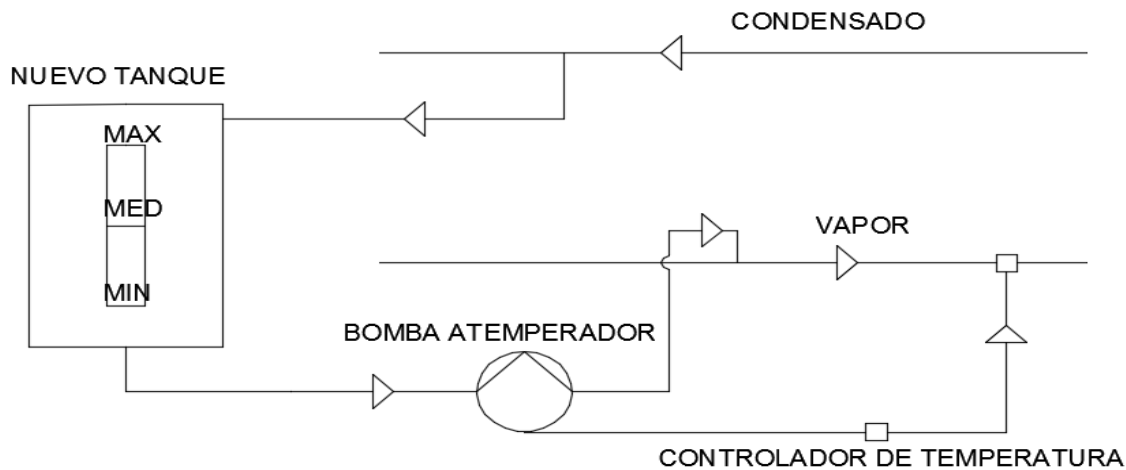 CONDENSADO
NUEVO TANQUE
MAX
MED
MIN
VAPOR
BOMBA ATEMPERADOR
CONTROLADOR DE TEMPERATURA